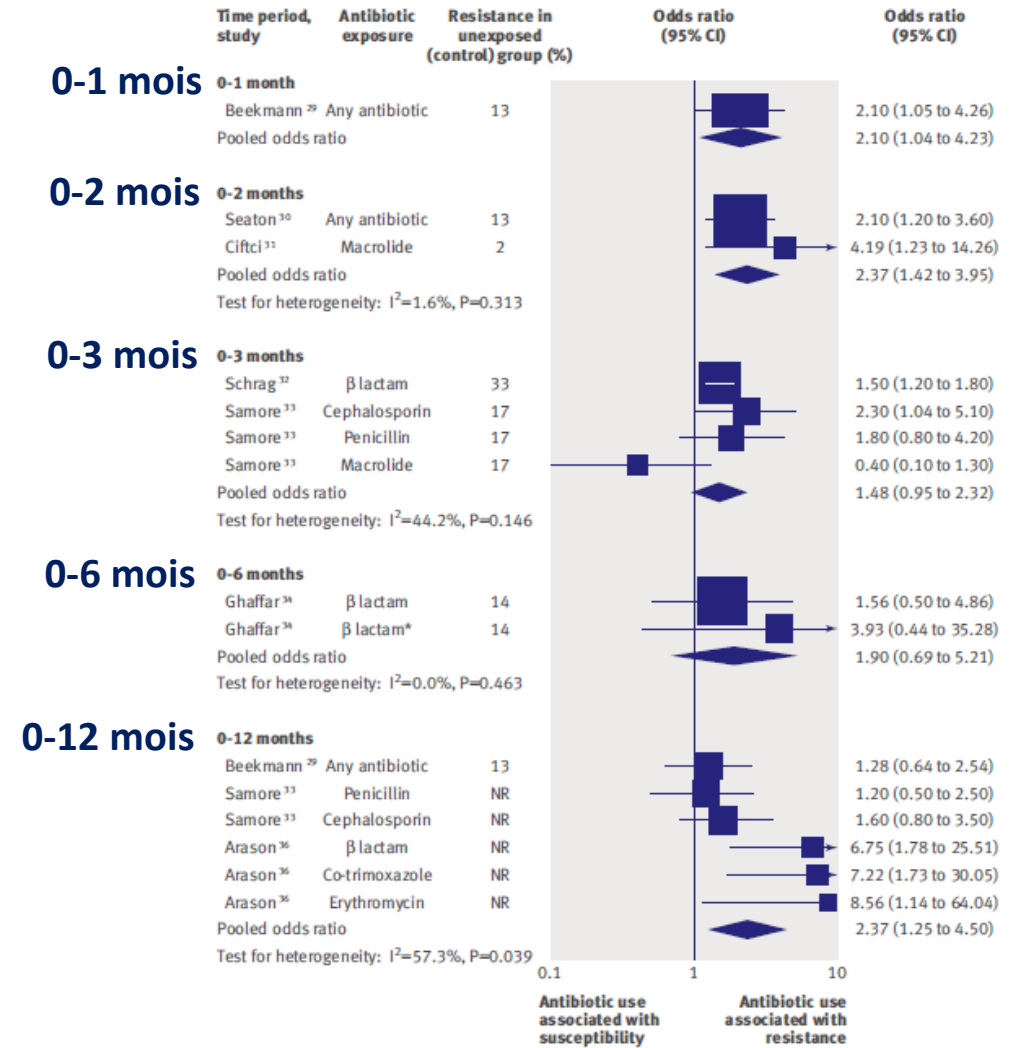 Time period, study Antibiotic exposure Resistance in unexposed (control) group (%) Odds ratio (95% CI) Odds ratio (95% CI)
0-1 mois
0-1 month
Beekmann ²⁹ Any antibiotic 13 2.10 (1.05 to 4.26)
Pooled odds ratio 2.10 (1.04 to 4.23)
0-2 mois
0-2 months
Seaton ³⁰ Any antibiotic 13 2.10 (1.20 to 3.60)
Ciftci ³¹ Macrolide 2 4.19 (1.23 to 14.26)
Pooled odds ratio 2.37 (1.42 to 3.95)
Test for heterogeneity: I²=1.6%, P=0.313
0-3 mois
0-3 months
Schrag ³² β lactam 33 1.50 (1.20 to 1.80)
Samore ³³ Cephalosporin 17 2.30 (1.04 to 5.10)
Samore ³³ Penicillin 17 1.80 (0.80 to 4.20)
Samore ³³ Macrolide 17 0.40 (0.10 to 1.30)
Pooled odds ratio 1.48 (0.95 to 2.32)
Test for heterogeneity: I²=44.2%, P=0.146
0-6 mois
0-6 months
Ghaffar ³⁴ β lactam 14 1.56 (0.50 to 4.86)
Ghaffar ³⁴ β lactam* 14 3.93 (0.44 to 35.28)
Pooled odds ratio 1.90 (0.69 to 5.21)
Test for heterogeneity: I²=0.0%, P=0.463
0-12 mois
0-12 months
Beekmann ²⁹ Any antibiotic 13 1.28 (0.64 to 2.54)
Samore ³³ Penicillin NR 1.20 (0.50 to 2.50)
Samore ³³ Cephalosporin NR 1.60 (0.80 to 3.50)
Arason ³⁶ β lactam NR 6.75 (1.78 to 25.51)
Arason ³⁶ Co-trimoxazole NR 7.22 (1.73 to 30.05)
Arason ³⁶ Erythromycin NR 8.56 (1.14 to 64.04)
Pooled odds ratio 2.37 (1.25 to 4.50)
Test for heterogeneity: I²=57.3%, P=0.039
0.1 1 10
Antibiotic use associated with susceptibility Antibiotic use associated with resistance